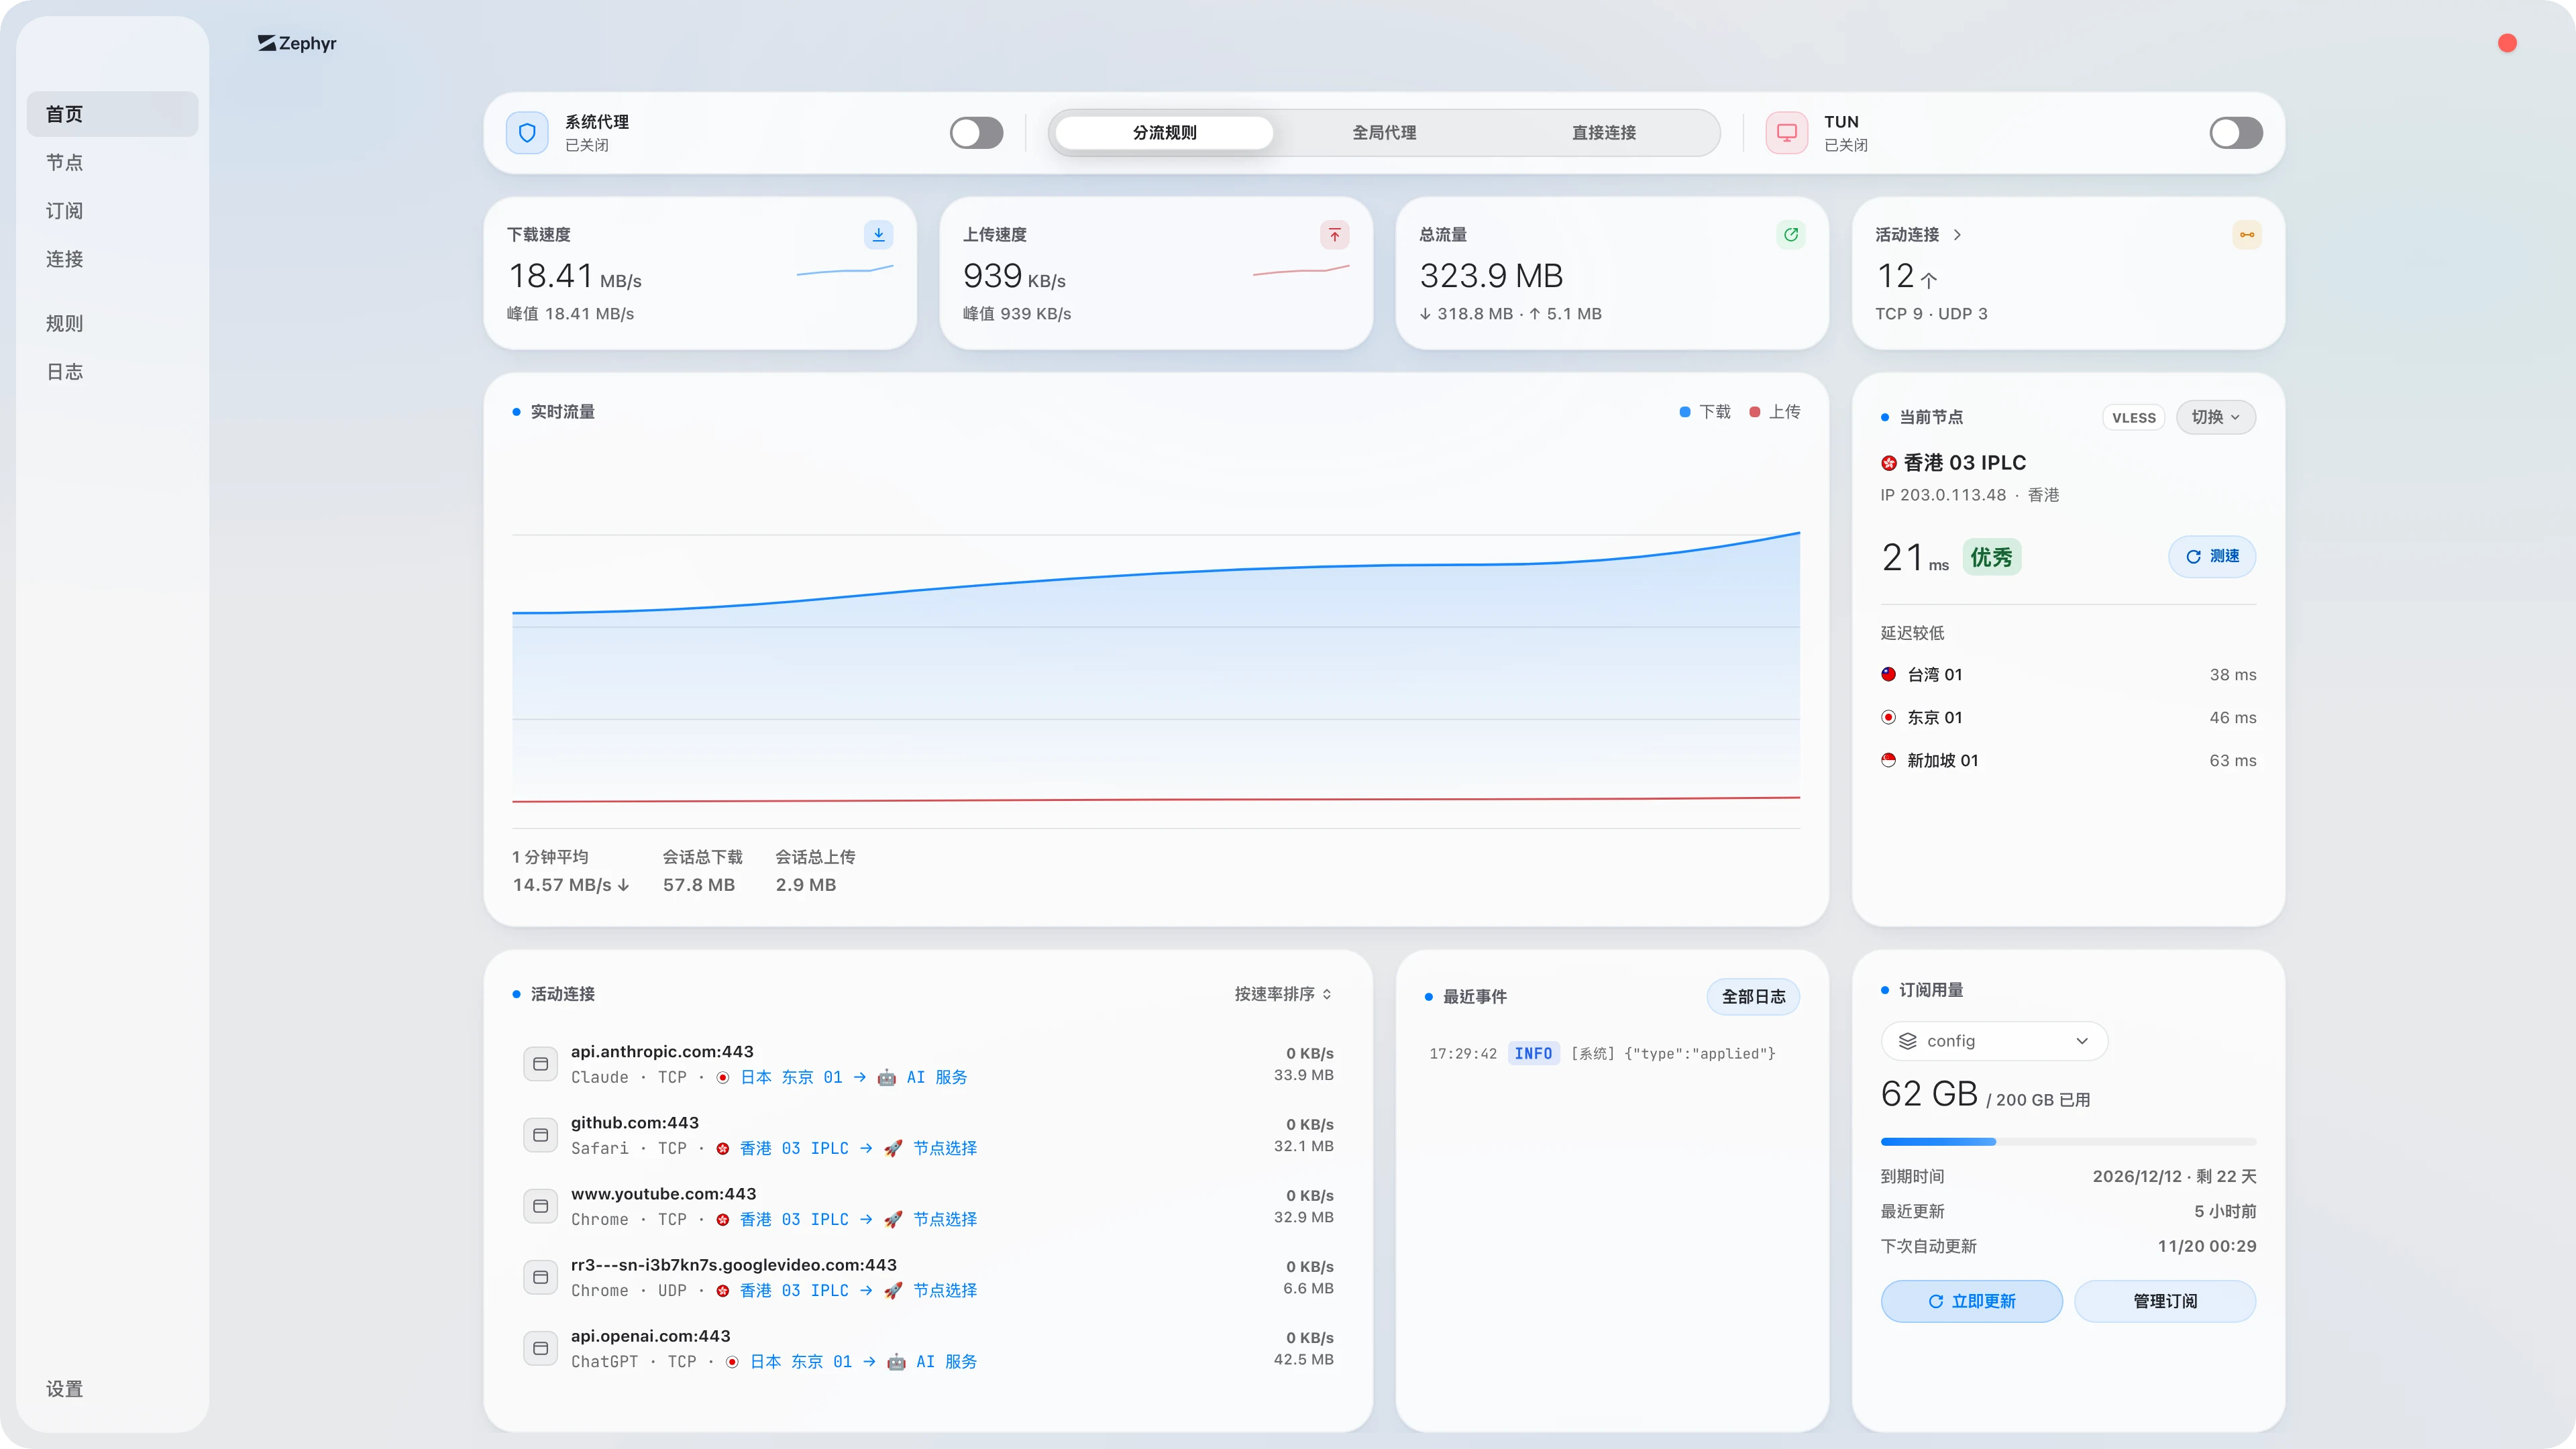 Zephyr
首页
节点
订阅
连接
规则
日志
设置
系统代理
已关闭
分流规则
全局代理
直接连接
TUN
已关闭
下载速度
18.41 MB/s
峰值 18.41 MB/s
上传速度
939 KB/s
峰值 939 KB/s
总流量
323.9 MB
↓ 318.8 MB · ↑ 5.1 MB
活动连接
12 个
TCP 9 · UDP 3
实时流量
下载 上传
1 分钟平均
14.57 MB/s ↓
会话总下载
57.8 MB
会话总上传
2.9 MB
当前节点
VLESS
切换
香港 03 IPLC
IP 203.0.113.48 · 香港
21 ms 优秀
测速
延迟较低
台湾 01 38 ms
东京 01 46 ms
新加坡 01 63 ms
活动连接
按速率排序
api.anthropic.com:443 0 KB/s
Claude · TCP · 日本 东京 01 → 🤖 AI 服务 33.9 MB
github.com:443 0 KB/s
Safari · TCP · 香港 03 IPLC → 🚀 节点选择 32.1 MB
www.youtube.com:443 0 KB/s
Chrome · TCP · 香港 03 IPLC → 🚀 节点选择 32.9 MB
rr3---sn-i3b7kn7s.googlevideo.com:443 0 KB/s
Chrome · UDP · 香港 03 IPLC → 🚀 节点选择 6.6 MB
api.openai.com:443 0 KB/s
ChatGPT · TCP · 日本 东京 01 → 🤖 AI 服务 42.5 MB
最近事件
全部日志
17:29:42 INFO [系统] {"type":"applied"}
订阅用量
config
62 GB / 200 GB 已用
到期时间 2026/12/12 · 剩 22 天
最近更新 5 小时前
下次自动更新 11/20 00:29
立即更新
管理订阅